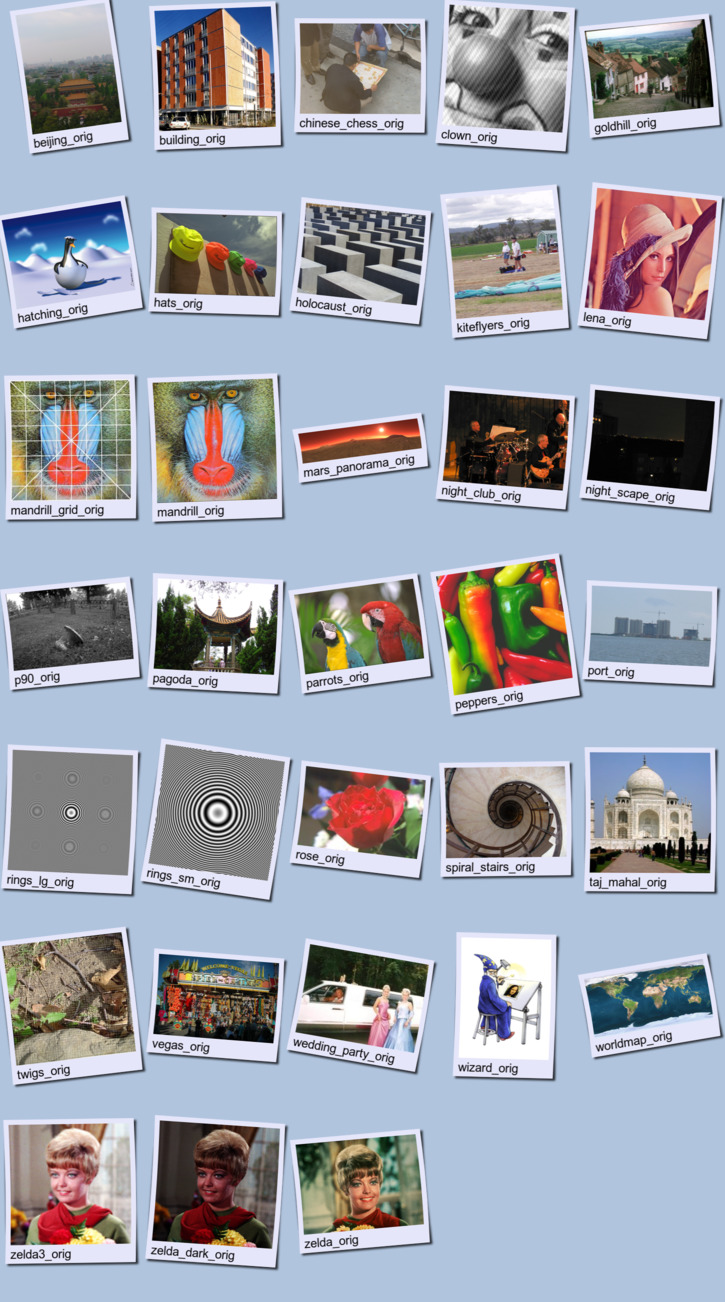 beijing_orig
building_orig
chinese_chess_orig
clown_orig
goldhill_orig
hatching_orig
hats_orig
holocaust_orig
kiteflyers_orig
lena_orig
mandrill_grid_orig
mandrill_orig
mars_panorama_orig
night_club_orig
night_scape_orig
p90_orig
pagoda_orig
parrots_orig
peppers_orig
port_orig
rings_lg_orig
rings_sm_orig
rose_orig
spiral_stairs_orig
taj_mahal_orig
twigs_orig
vegas_orig
wedding_party_orig
wizard_orig
worldmap_orig
zelda3_orig
zelda_dark_orig
zelda_orig